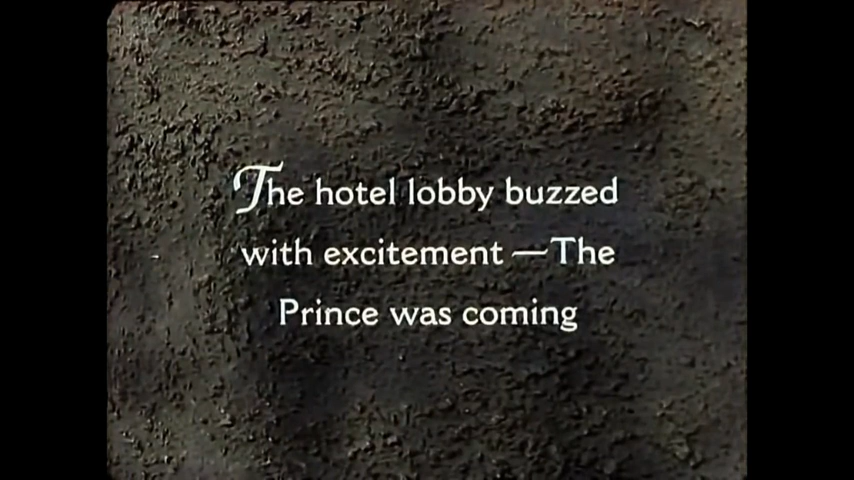 The hotel lobby buzzed
with excitement —The
Prince was coming